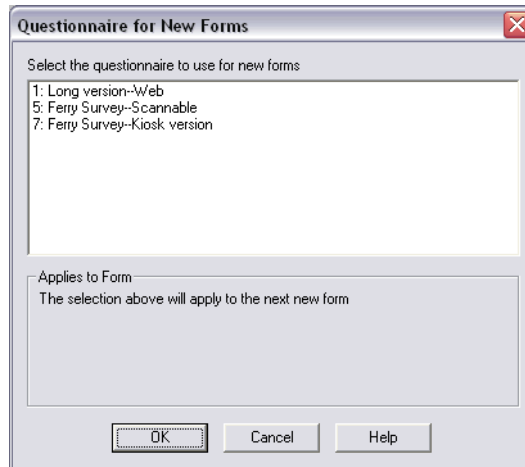 Questionnaire for New Forms
Select the questionnaire to use for new forms
1: Long version--Web
5: Ferry Survey--Scannable
7: Ferry Survey--Kiosk version
Applies to Form
The selection above will apply to the next new form
OK
Cancel
Help